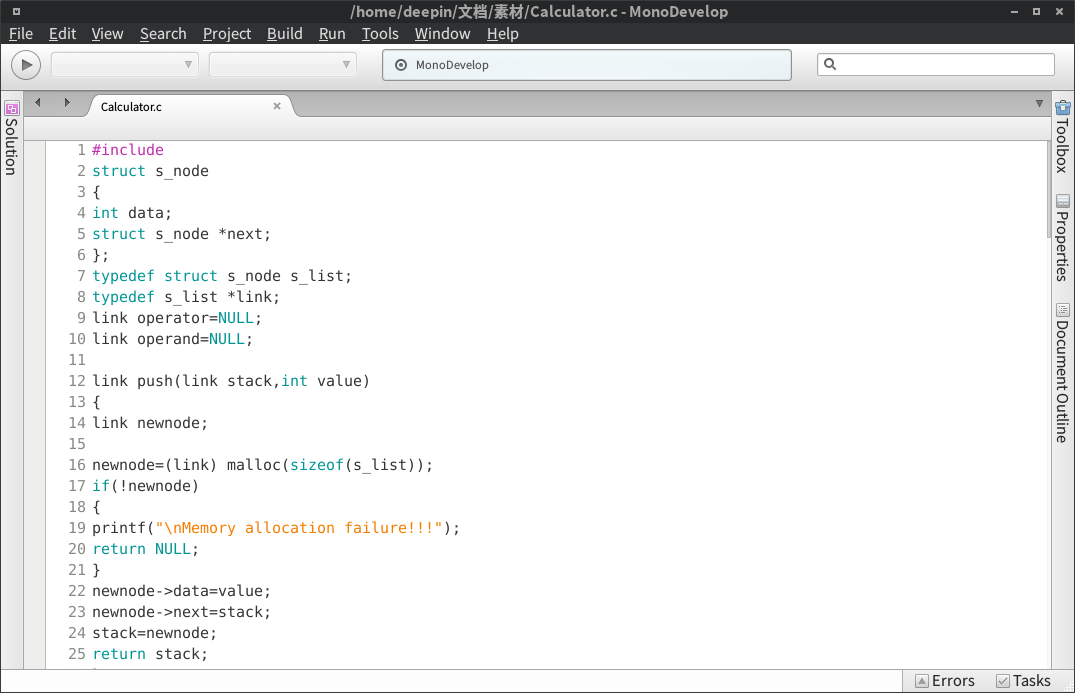 /home/deepin/文档/素材/Calculator.c - MonoDevelop
File Edit View Search Project Build Run Tools Window Help
MonoDevelop
Calculator.c
Solution
Toolbox
Properties
Document Outline
1 #include
2 struct s_node
3 {
4 int data;
5 struct s_node *next;
6 };
7 typedef struct s_node s_list;
8 typedef s_list *link;
9 link operator=NULL;
10 link operand=NULL;
11
12 link push(link stack,int value)
13 {
14 link newnode;
15
16 newnode=(link) malloc(sizeof(s_list));
17 if(!newnode)
18 {
19 printf("\nMemory allocation failure!!!");
20 return NULL;
21 }
22 newnode->data=value;
23 newnode->next=stack;
24 stack=newnode;
25 return stack;
Errors Tasks